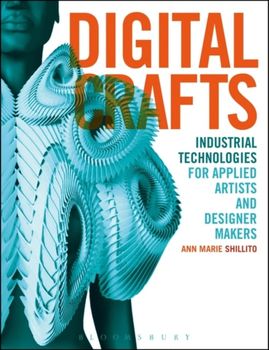 DIGITAL
CRAFTS
INDUSTRIAL
TECHNOLOGIES
FOR APPLIED
ARTISTS
AND
DESIGNER
MAKERS
ANN MARIE SHILLITO
BLOOMSBURY